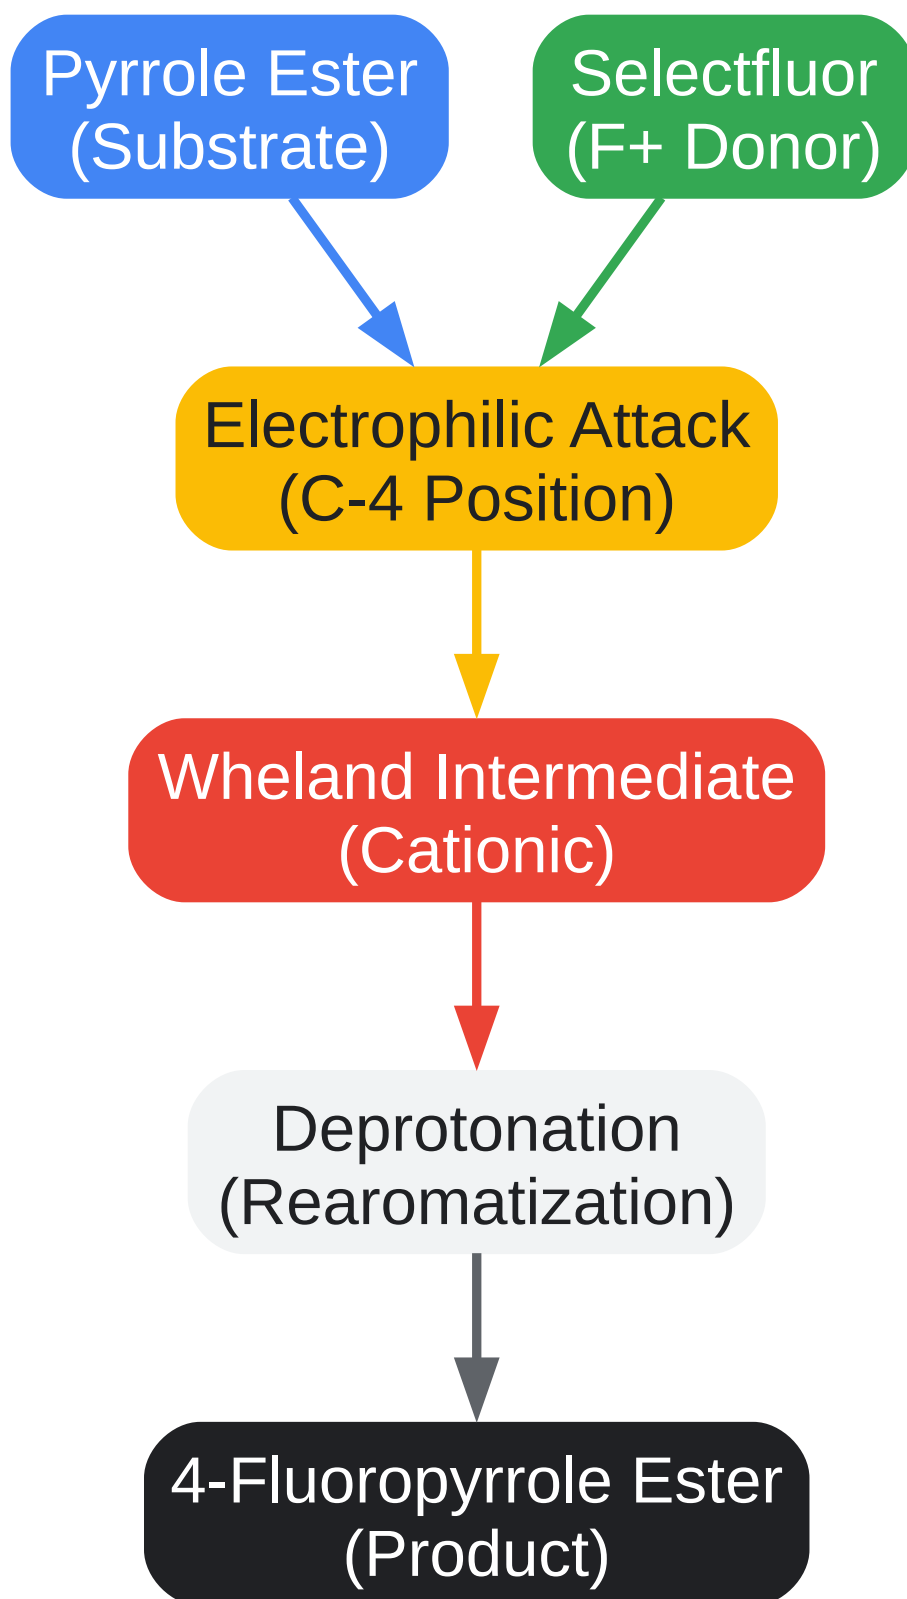 Pyrrole Ester
(Substrate)
Selectfluor
(F+ Donor)
Electrophilic Attack
(C-4 Position)
Wheland Intermediate
(Cationic)
Deprotonation
(Rearomatization)
4-Fluoropyrrole Ester
(Product)